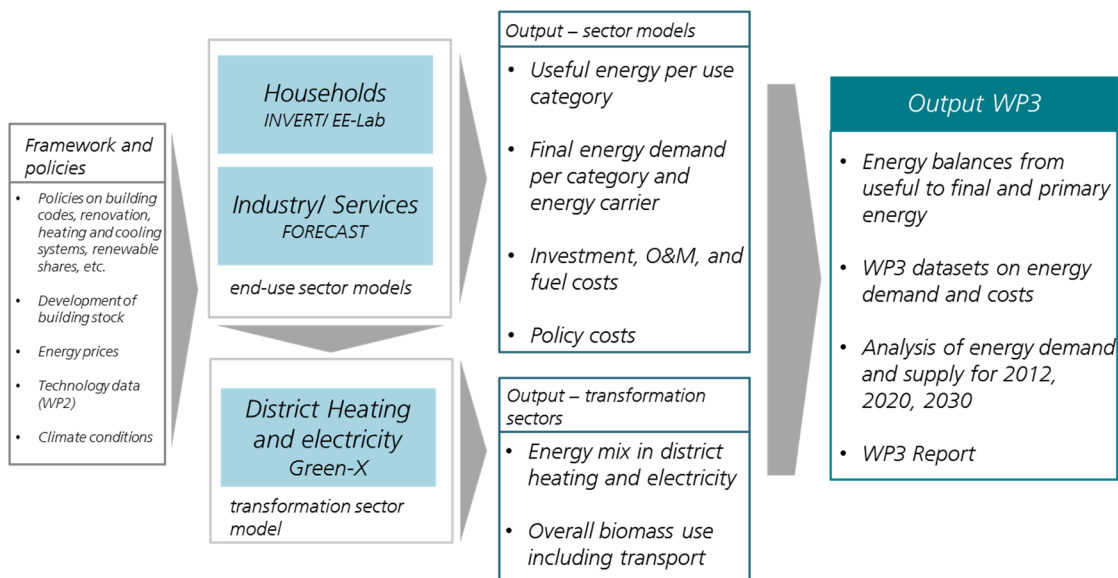 Framework and
policies
• Policies on building
codes, renovation,
heating and cooling
systems, renewable
shares, etc.
• Development of
building stock
• Energy prices
• Technology data
(WP2)
• Climate conditions
Households
INVERT/ EE-Lab
Industry/ Services
FORECAST
end-use sector models
District Heating
and electricity
Green-X
transformation sector
model
Output – sector models
• Useful energy per use
category
• Final energy demand
per category and
energy carrier
• Investment, O&M, and
fuel costs
• Policy costs
Output – transformation
sectors
• Energy mix in district
heating and electricity
• Overall biomass use
including transport
Output WP3
• Energy balances from
useful to final and primary
energy
• WP3 datasets on energy
demand and costs
• Analysis of energy demand
and supply for 2012,
2020, 2030
• WP3 Report